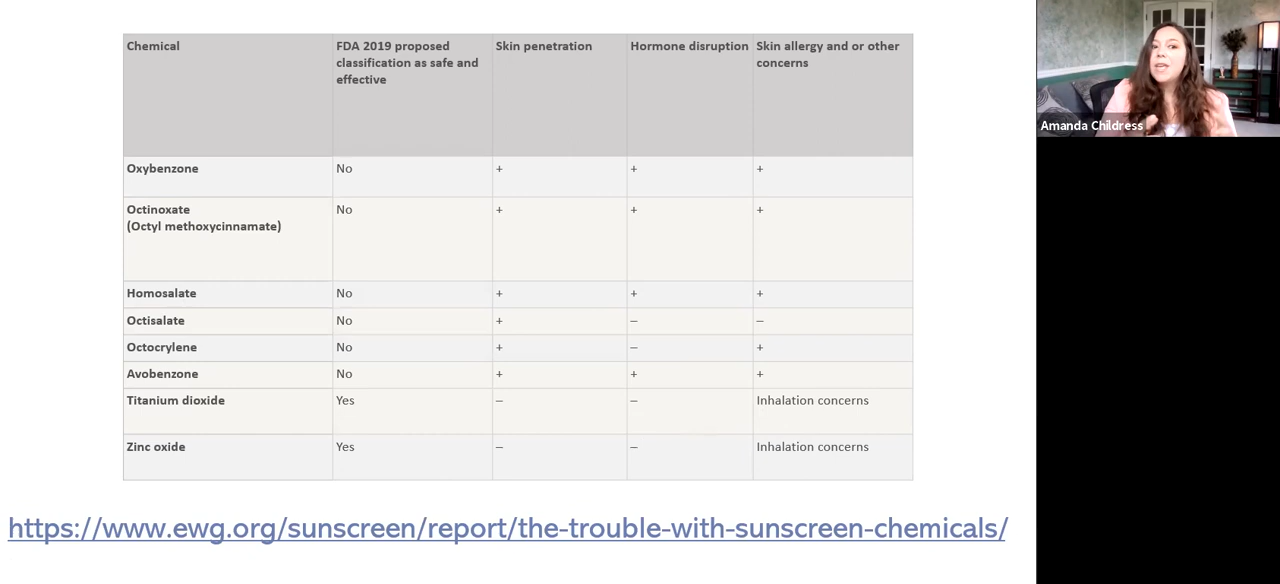 Chemical
FDA 2019 proposed
classification as safe and
effective
Skin penetration
Hormone disruption
Skin allergy and or other
concerns
Oxybenzone
No
+
+
+
Octinoxate
(Octyl methoxycinnamate)
No
+
+
+
Homosalate
No
+
+
+
Octisalate
No
+
–
–
Octocrylene
No
+
–
+
Avobenzone
No
+
+
+
Titanium dioxide
Yes
–
–
Inhalation concerns
Zinc oxide
Yes
–
–
Inhalation concerns
https://www.ewg.org/sunscreen/report/the-trouble-with-sunscreen-chemicals/
Amanda Childress